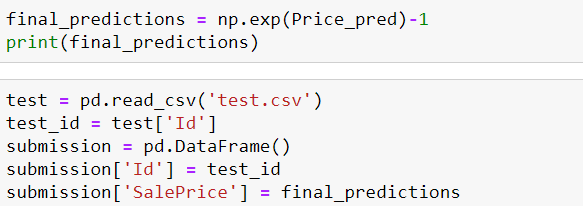 final_predictions = np.exp(Price_pred)-1
print(final_predictions)
test = pd.read_csv('test.csv')
test_id = test['Id']
submission = pd.DataFrame()
submission['Id'] = test_id
submission['SalePrice'] = final_predictions